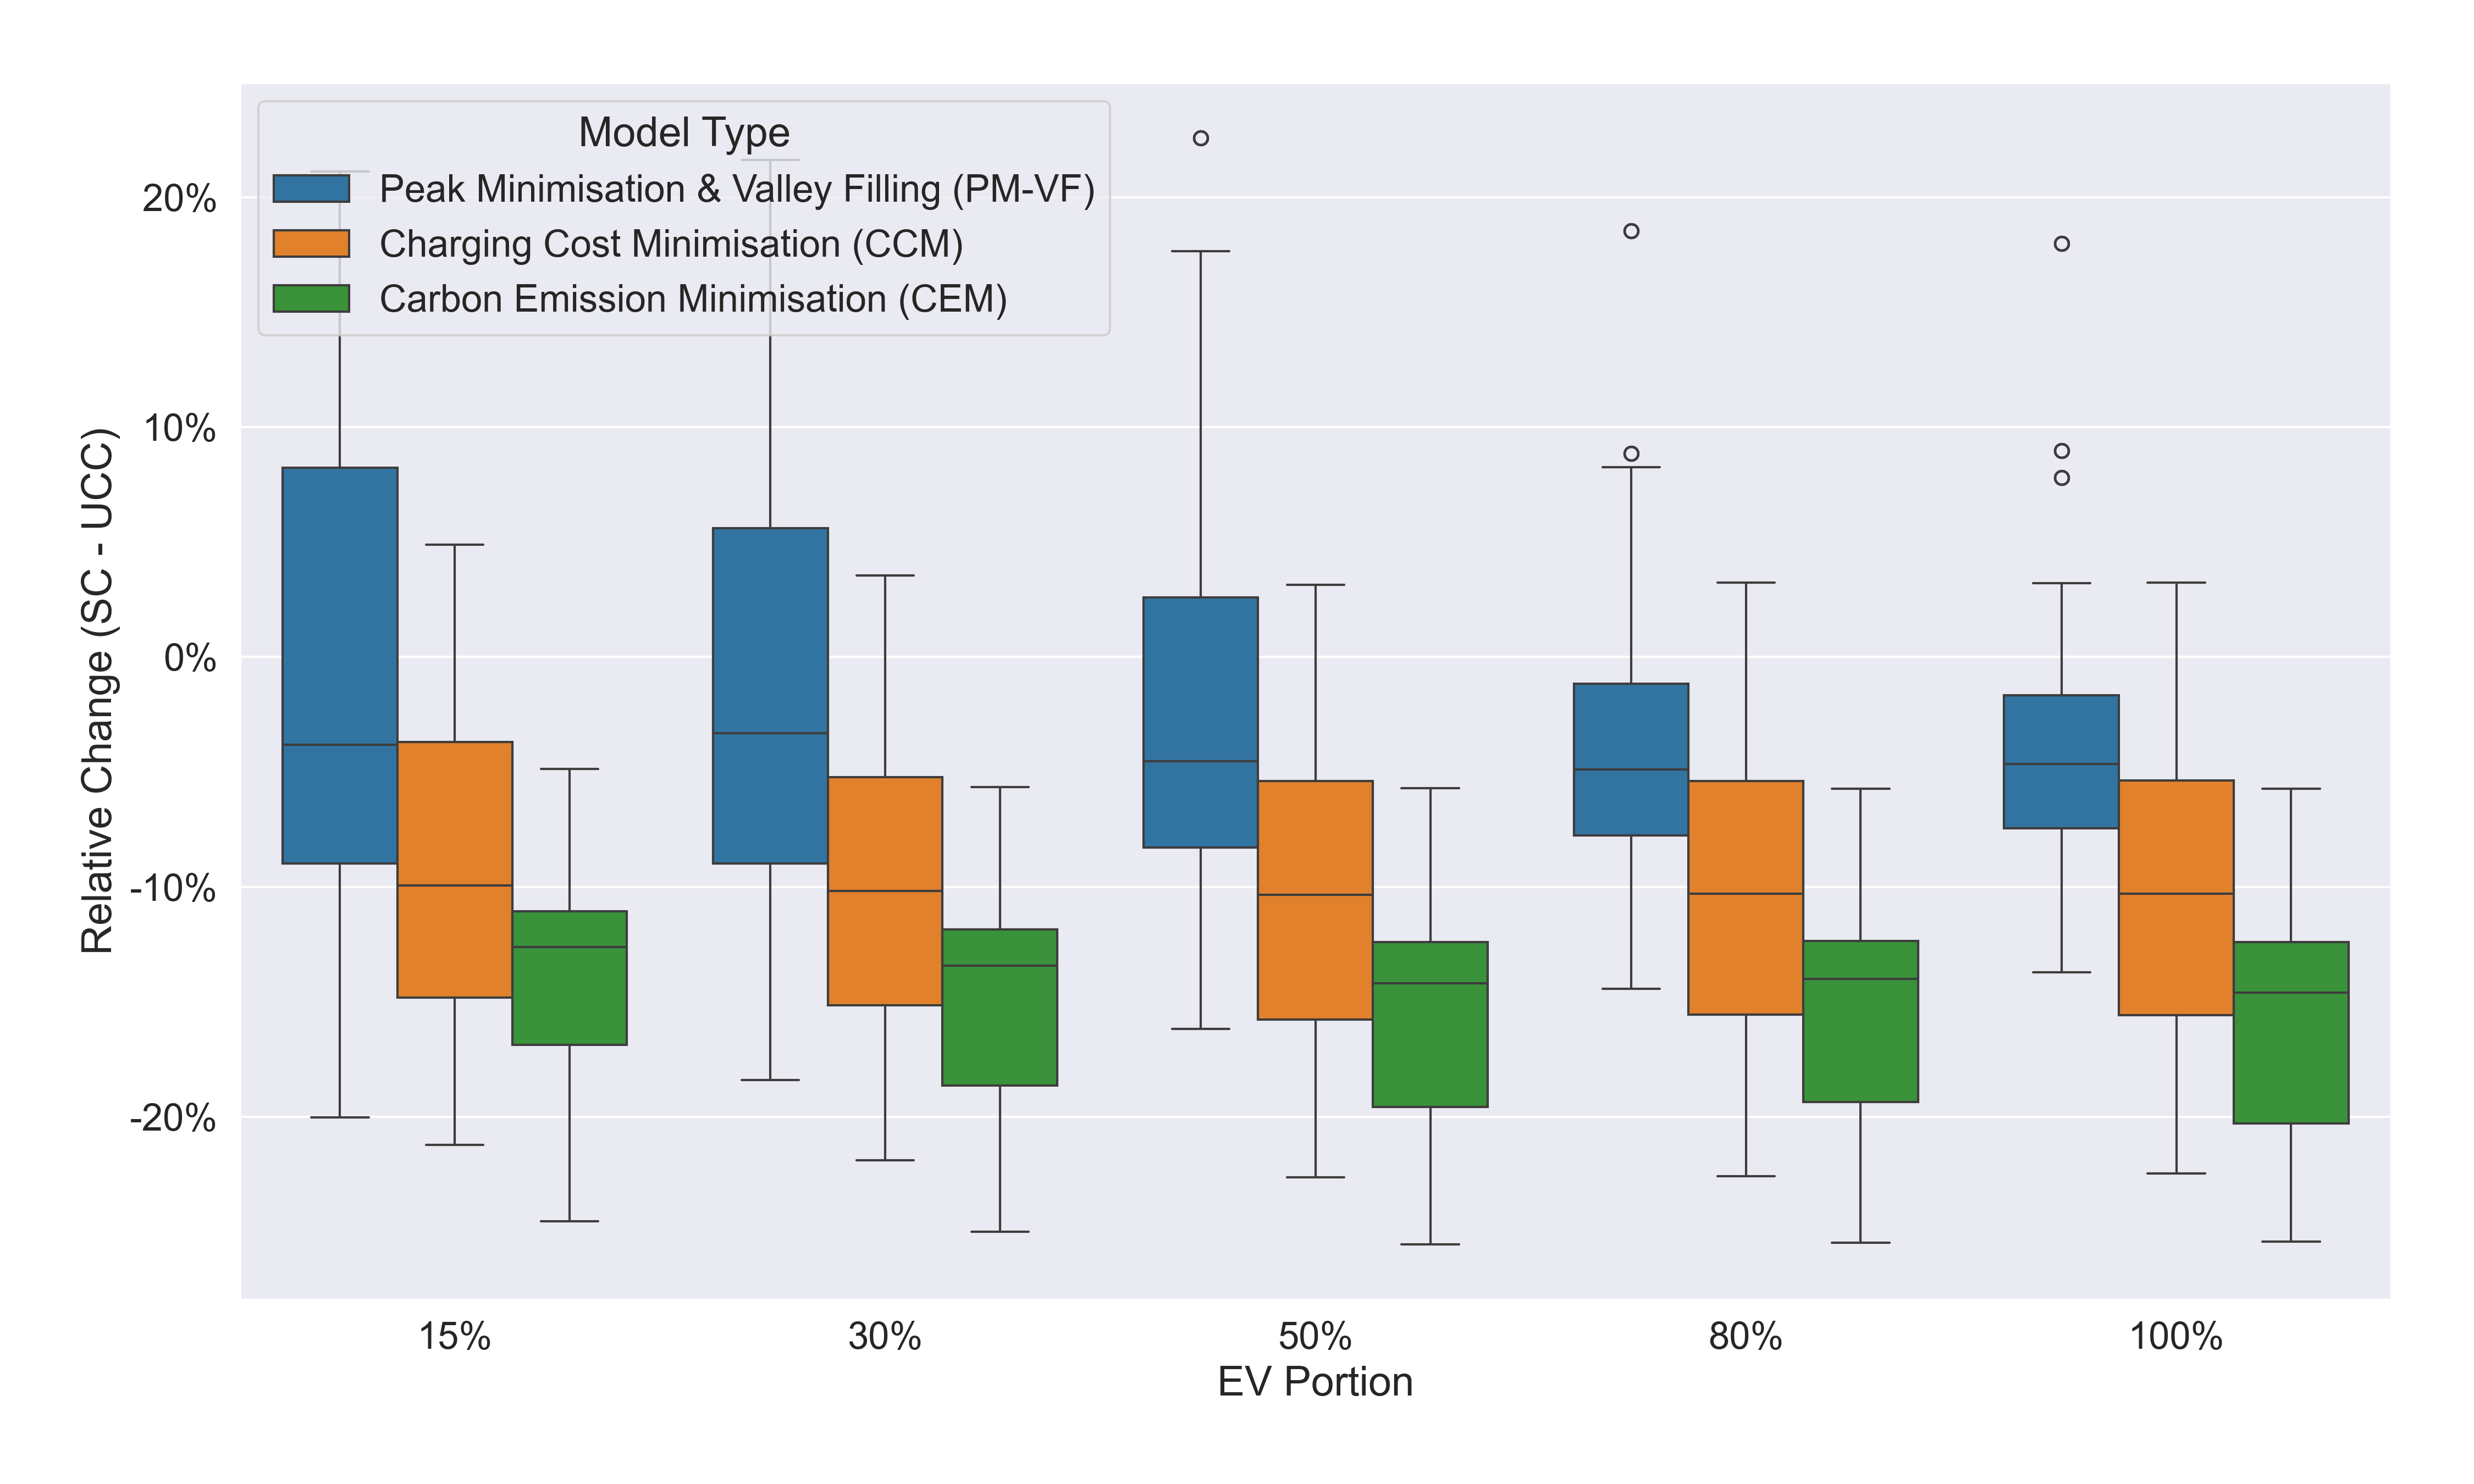 Model Type
Peak Minimisation & Valley Filling (PM-VF)
Charging Cost Minimisation (CCM)
Carbon Emission Minimisation (CEM)
Relative Change (SC - UCC)
20%
10%
0%
-10%
-20%
15%
30%
50%
80%
100%
EV Portion